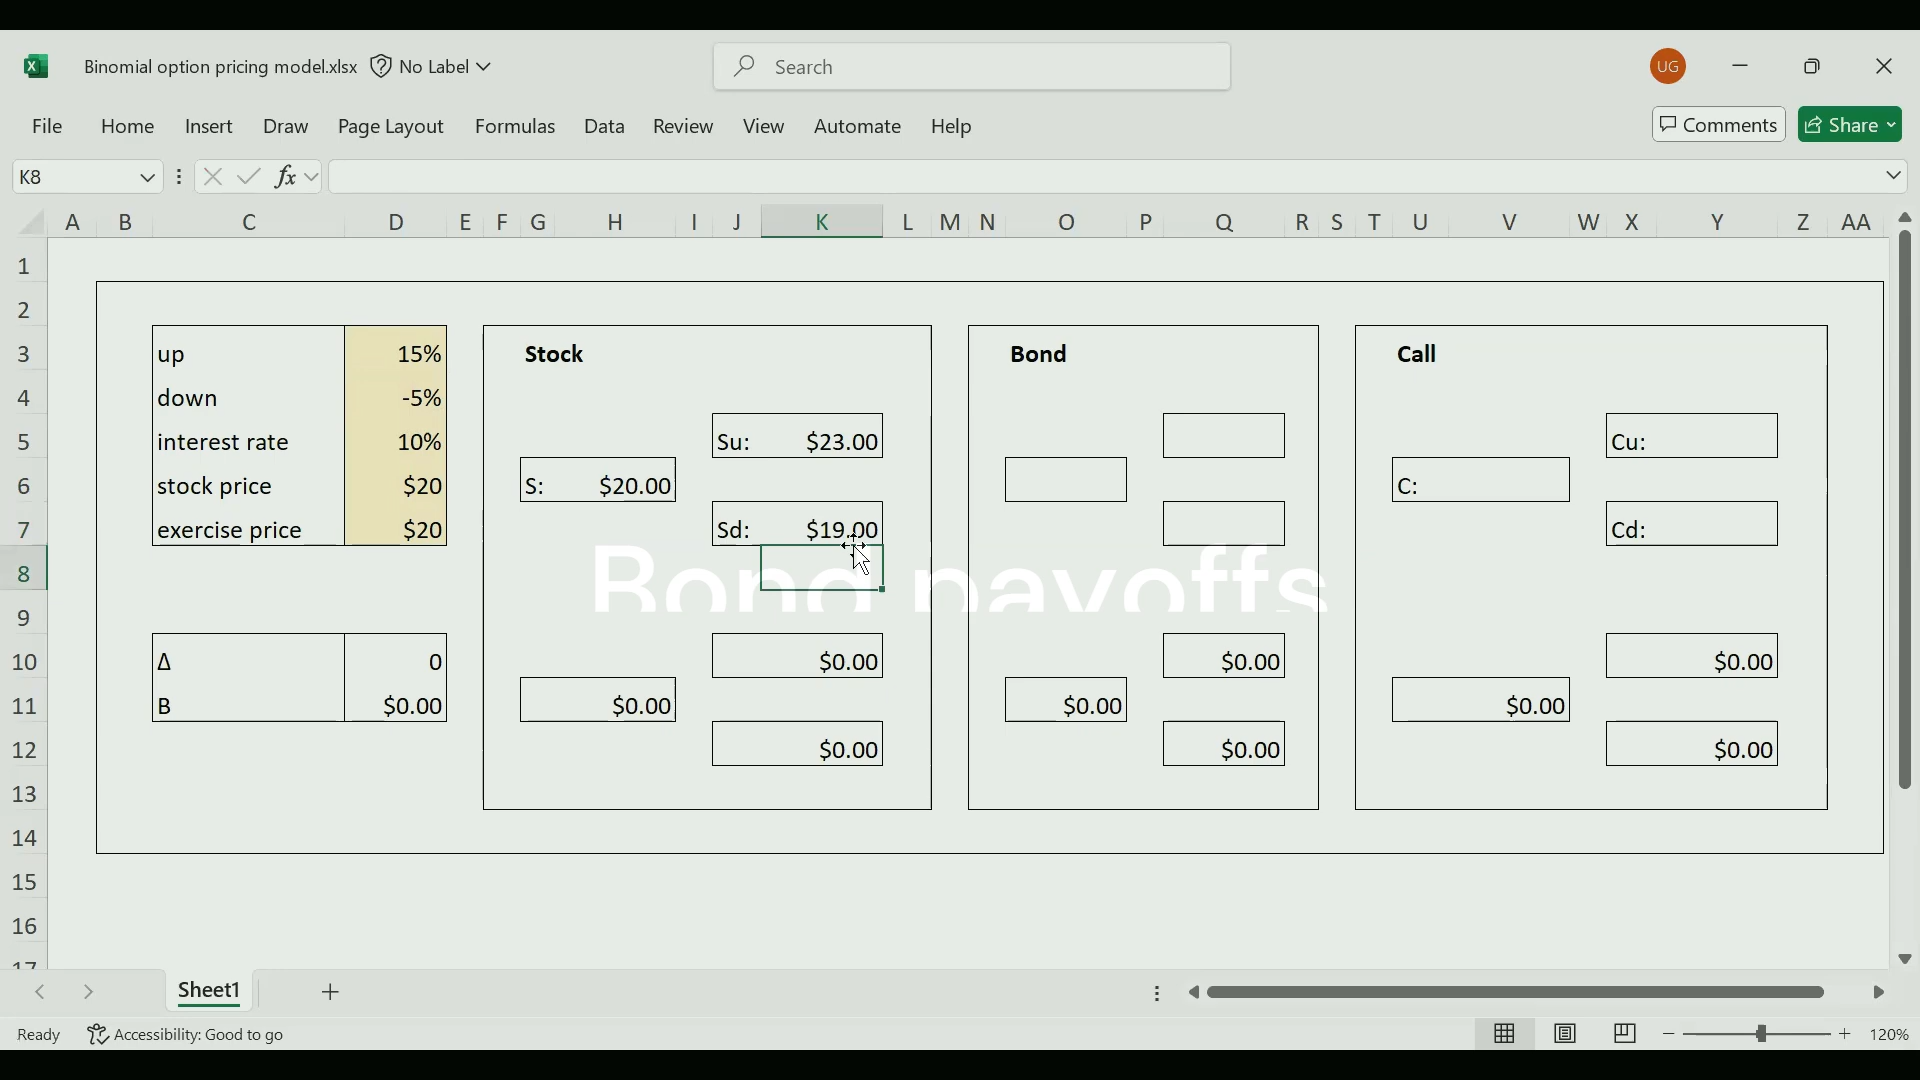 Binomial option pricing model.xlsx No Label
Search
UG
File Home Insert Draw Page Layout Formulas Data Review View Automate Help
Comments Share
K8 fx
A B C D E F G H I J K L M N O P Q R S T U V W X Y Z AA
1
2
3 up 15% Stock Bond Call
4 down -5%
5 interest rate 10% Su: $23.00 Cu:
6 stock price $20 S: $20.00 C:
7 exercise price $20 Sd: $19.00 Cd:
8
Bond payoffs
9
10 Δ 0 $0.00 $0.00 $0.00
11 B $0.00 $0.00 $0.00 $0.00
12 $0.00 $0.00 $0.00
13
14
15
16
17
Sheet1
Ready Accessibility: Good to go 120%